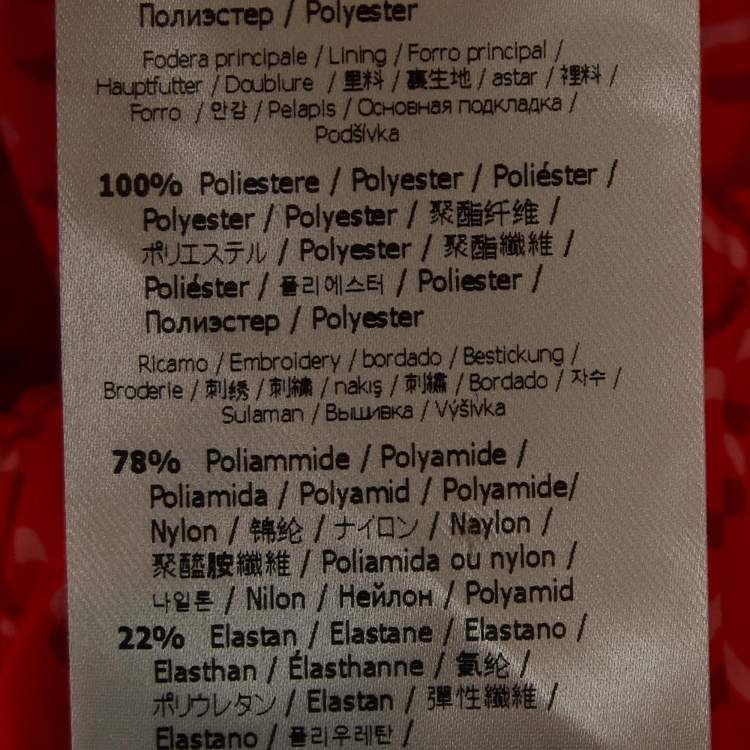 Полиэстер / Polyester
Fodera principale / Lining / Forro principal /
Hauptfutter / Doublure / 里料 / 裏生地 / astar / 裡料 /
Forro / 안감 / Pelapis / Основная подкладка /
Podšívka
100% Poliestere / Polyester / Poliéster /
Polyester / Polyester / 聚酯纤维 /
ポリエステル / Polyester / 聚酯纖維 /
Poliéster / 폴리에스터 / Poliester /
Полиэстер / Polyester
Ricamo / Embroidery / bordado / Bestickung /
Broderie / 刺绣 / 刺繍 / nakış / 刺繡 / Bordado / 자수 /
Sulaman / Вышивка / Výšivka
78% Poliammide / Polyamide /
Poliamida / Polyamid / Polyamide/
Nylon / 锦纶 / ナイロン / Naylon /
聚醯胺纖維 / Poliamida ou nylon /
나일론 / Nilon / Нейлон / Polyamid
22% Elastan / Elastane / Elastano /
Elasthan / Élasthanne / 氨纶 /
ポリウレタン / Elastan / 彈性纖維 /
Elastano / 폴리우레탄 /